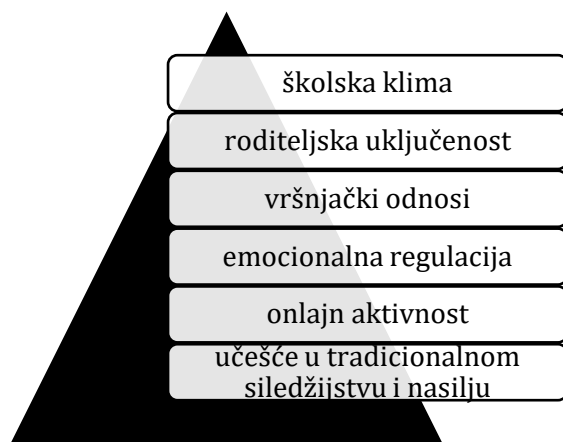 školska klima
roditeljska uključenost
vršnjački odnosi
emocionalna regulacija
onlajn aktivnost
učešće u tradicionalnom
siledžijstvu i nasilju